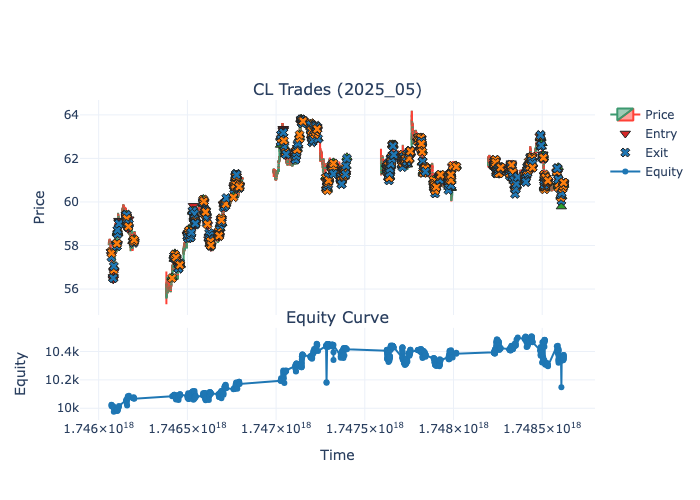 CL Trades (2025_05)
64
62
60
58
56
Price
Price
Entry
Exit
Equity
Equity Curve
10.4k
10.2k
10k
Equity
1.746×10¹⁸ 1.7465×10¹⁸ 1.747×10¹⁸ 1.7475×10¹⁸ 1.748×10¹⁸ 1.7485×10¹⁸
Time